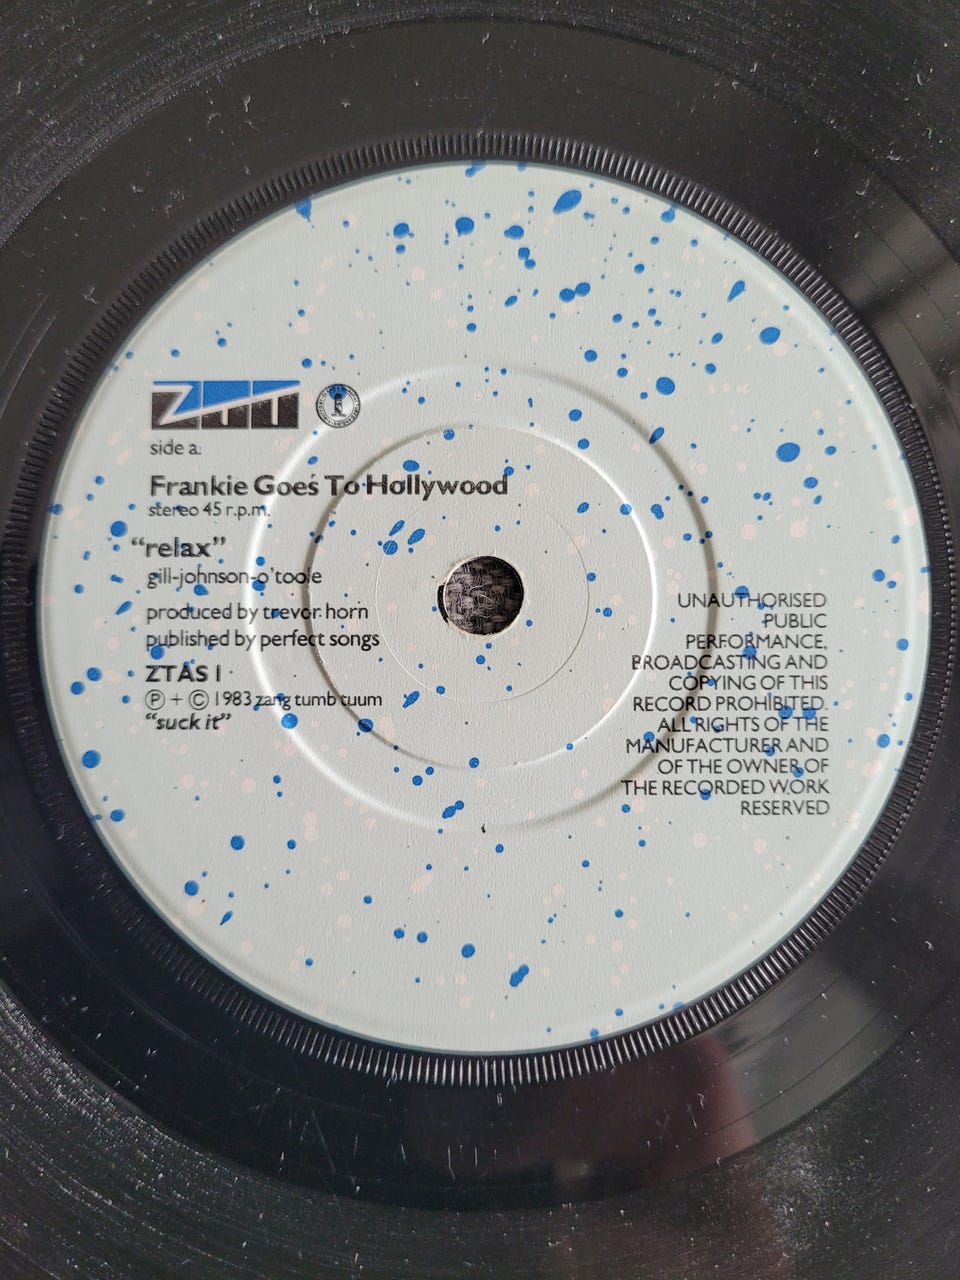 ZTT
side a:
Frankie Goes To Hollywood
stereo 45 r.p.m.
“relax”
gill-johnson-o'toole
produced by trevor horn
published by perfect songs
ZTAS 1
Ⓟ + © 1983 zang tumb tuum
“suck it”
UNAUTHORISED
PUBLIC
PERFORMANCE,
BROADCASTING AND
COPYING OF THIS
RECORD PROHIBITED.
ALL RIGHTS OF THE
MANUFACTURER AND
OF THE OWNER OF
THE RECORDED WORK
RESERVED